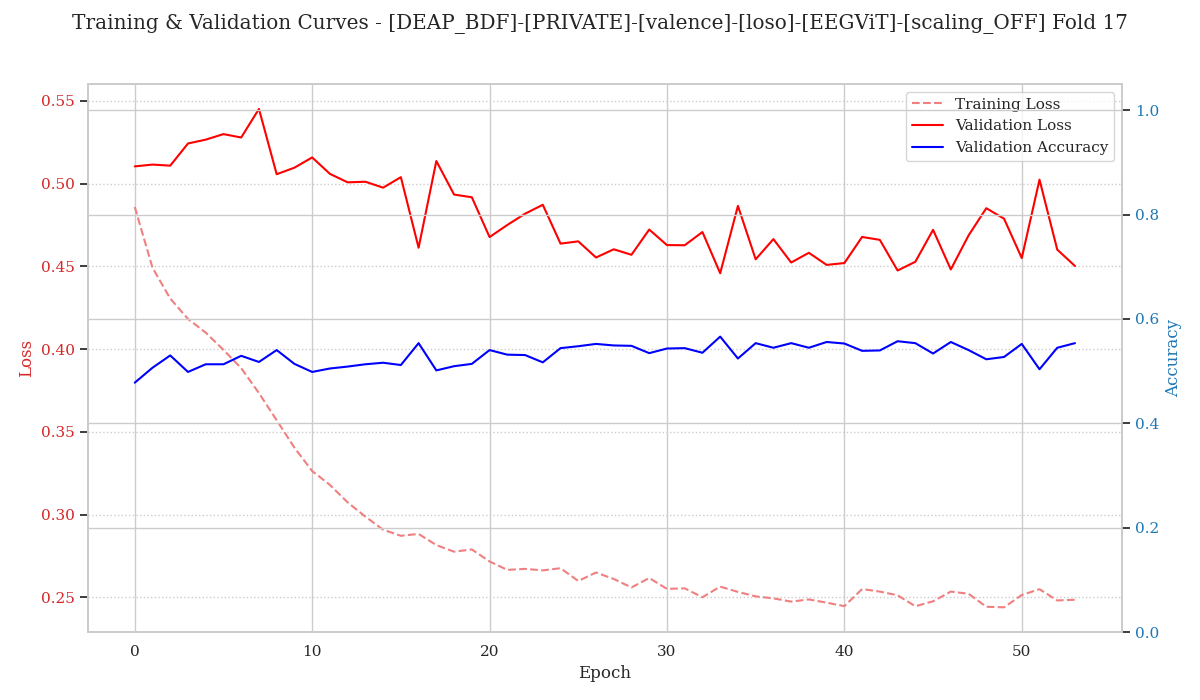 Training & Validation Curves - [DEAP_BDF]-[PRIVATE]-[valence]-[loso]-[EEGViT]-[scaling_OFF] Fold 17
Training Loss
Validation Loss
Validation Accuracy
Loss
0.55
0.50
0.45
0.40
0.35
0.30
0.25
1.0
0.8
0.6
0.4
0.2
0.0
Accuracy
0 10 20 30 40 50
Epoch